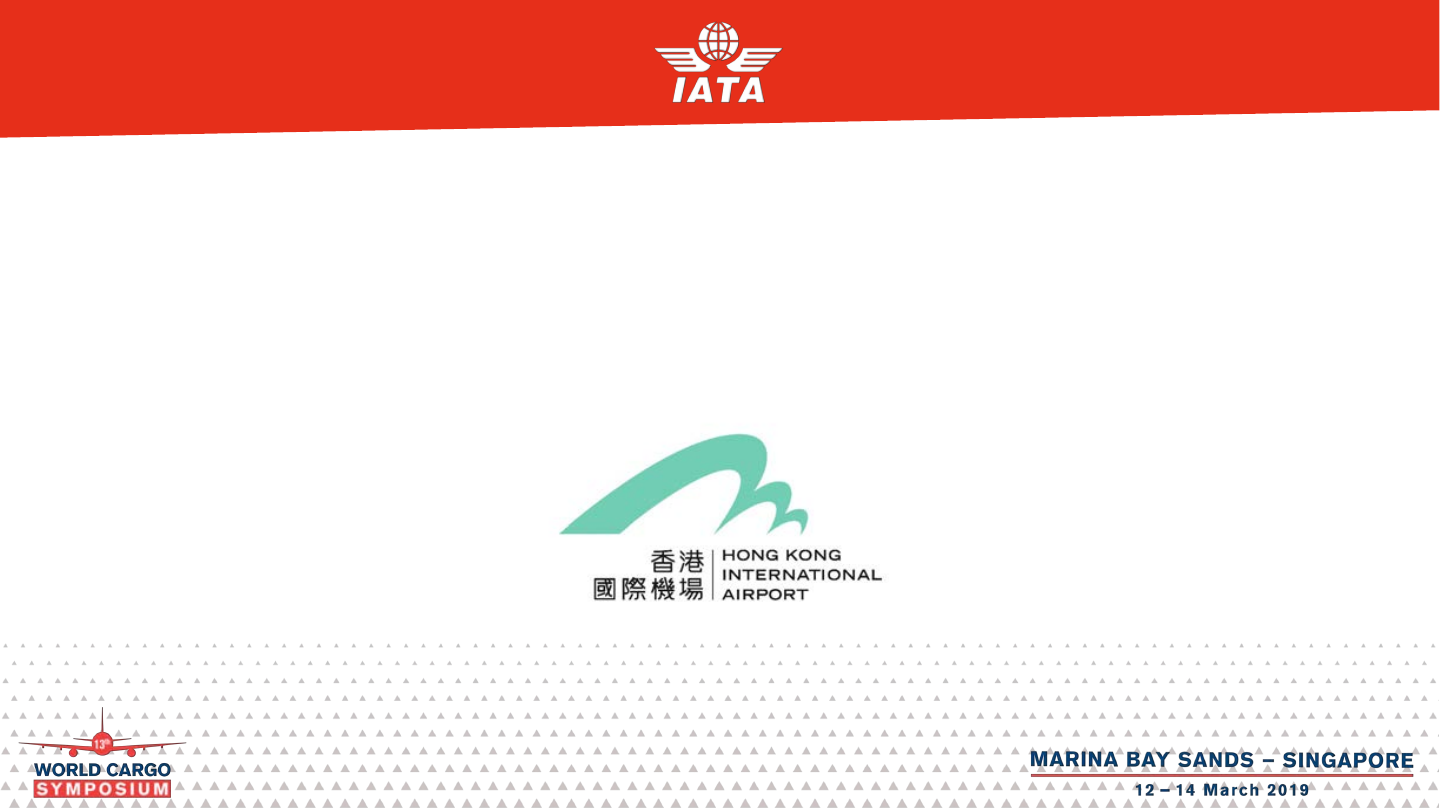 IATA
香港
國際機場
HONG KONG
INTERNATIONAL
AIRPORT
13th
WORLD CARGO
SYMPOSIUM
MARINA BAY SANDS – SINGAPORE
12 – 14 March 2019